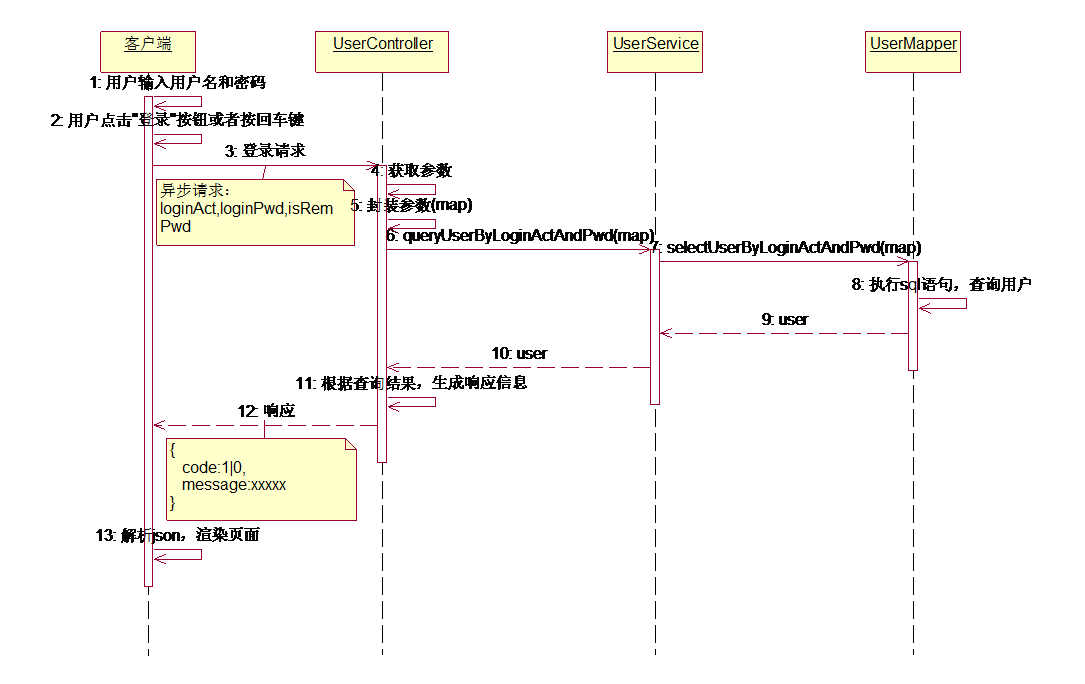 客户端
UserController
UserService
UserMapper
1: 用户输入用户名和密码
2: 用户点击"登录"按钮或者按回车键
3: 登录请求
异步请求：
loginAct,loginPwd,isRem
Pwd
4: 获取参数
5: 封装参数(map)
6: queryUserByLoginActAndPwd(map)
7: selectUserByLoginActAndPwd(map)
8: 执行sql语句，查询用户
9: user
10: user
11: 根据查询结果，生成响应信息
12: 响应
{
code:1|0,
message:xxxxx
}
13: 解析json，渲染页面